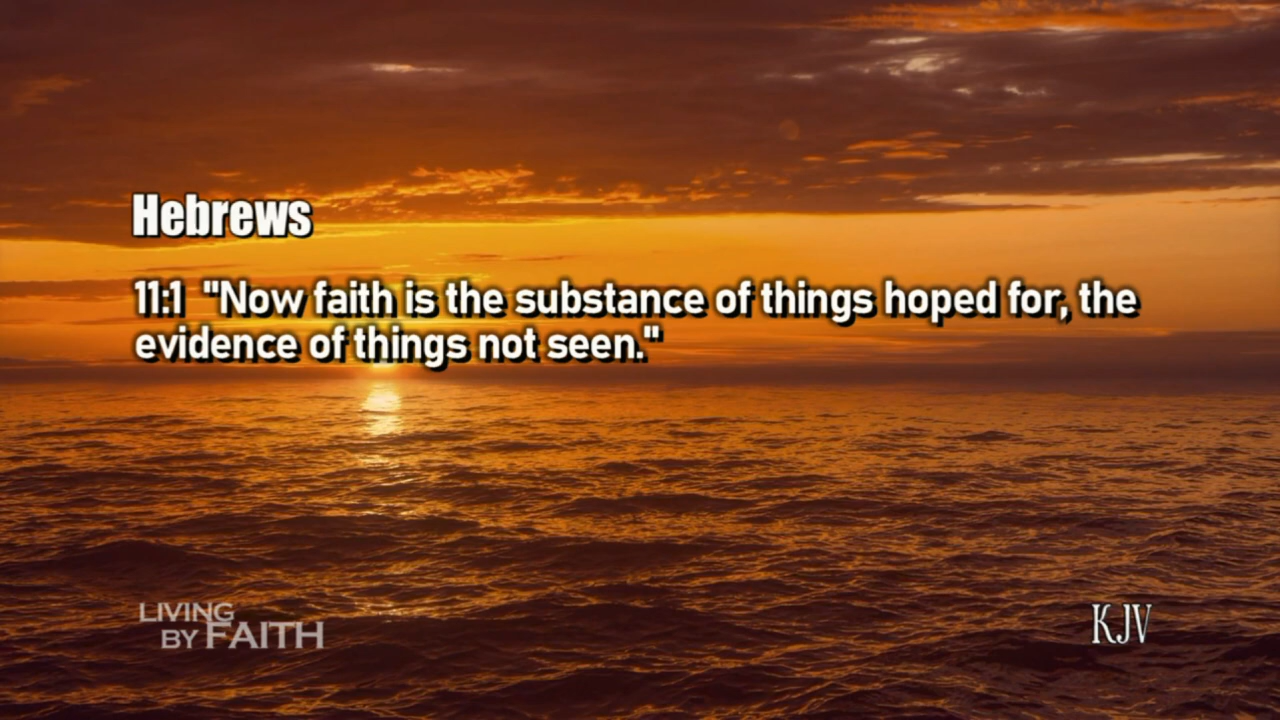 Hebrews
11:1 "Now faith is the substance of things hoped for, the
evidence of things not seen."
LIVING
BY FAITH
KJV